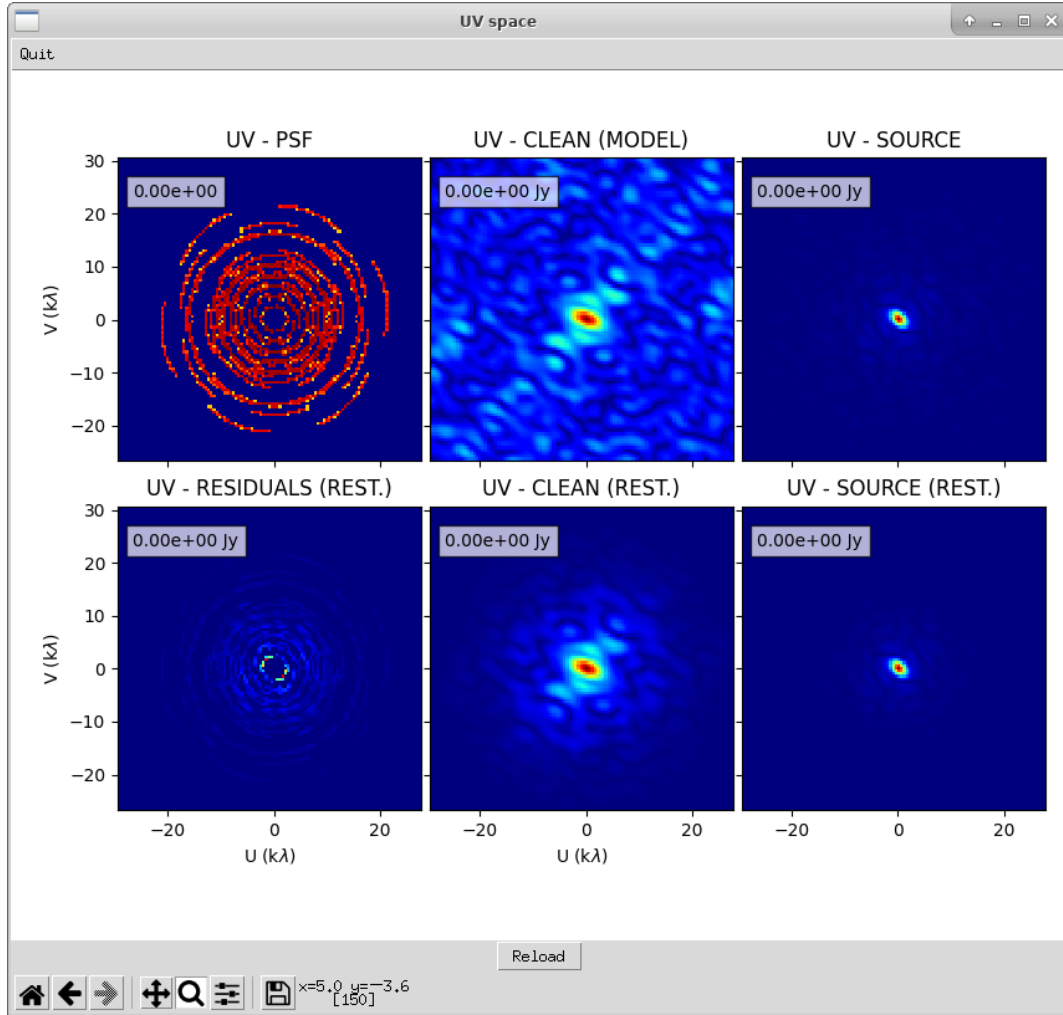 UV space
Quit
UV - PSF
UV - CLEAN (MODEL)
UV - SOURCE
0.00e+00
0.00e+00 Jy
0.00e+00 Jy
30
20
10
0
−10
−20
V (kλ)
UV - RESIDUALS (REST.)
UV - CLEAN (REST.)
UV - SOURCE (REST.)
0.00e+00 Jy
0.00e+00 Jy
0.00e+00 Jy
30
20
10
0
−10
−20
V (kλ)
−20 0 20
−20 0 20
−20 0 20
U (kλ)
U (kλ)
Reload
x=5.0 y=−3.6
[150]